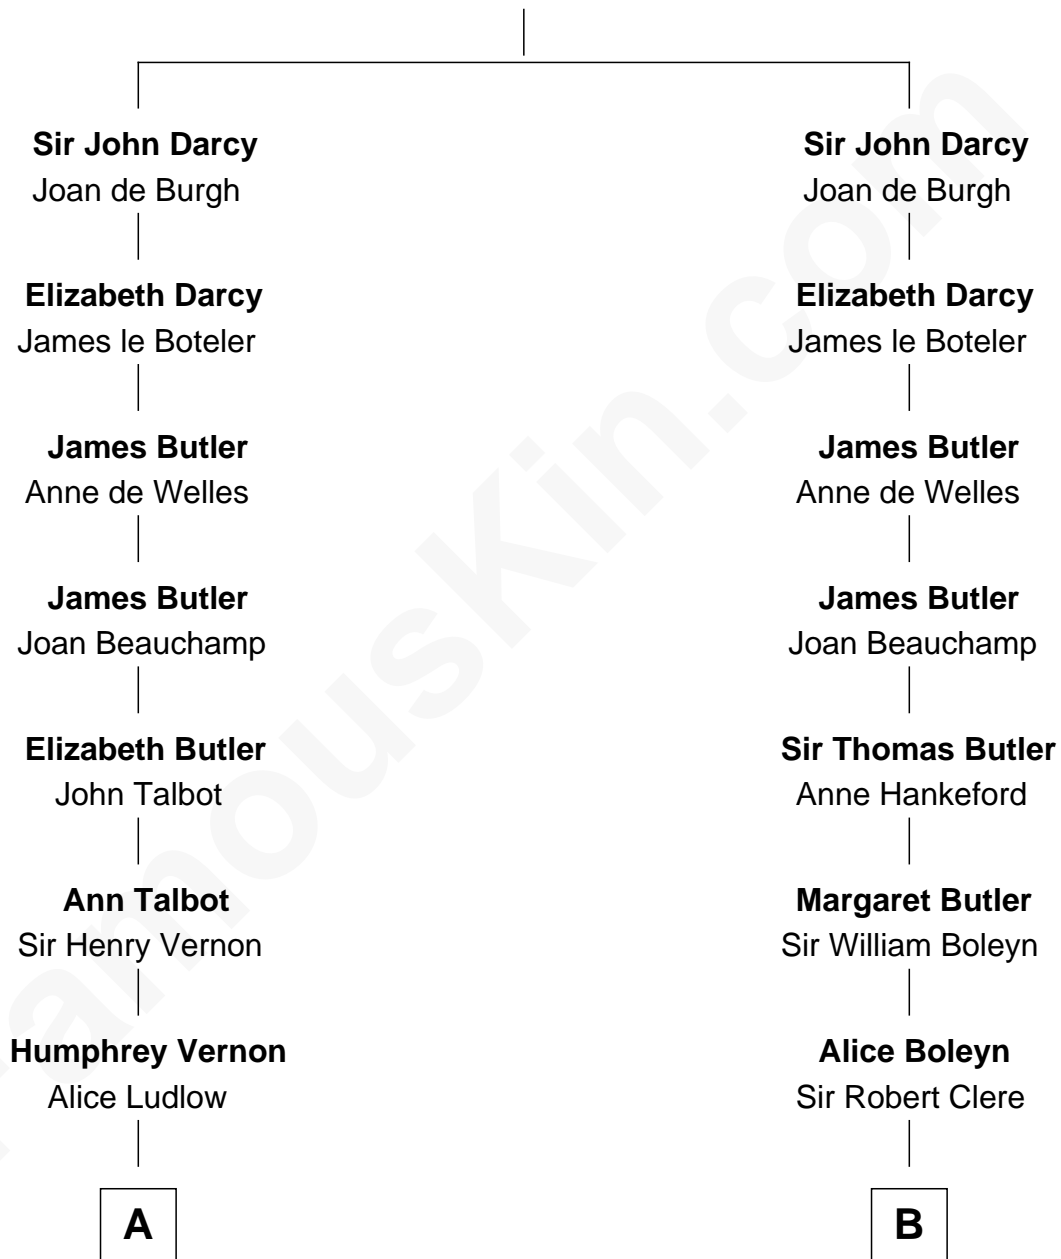 Sir John Darcy
Joan de Burgh
Elizabeth Darcy
James le Boteler
James Butler
Anne de Welles
James Butler
Joan Beauchamp
Elizabeth Butler
John Talbot
Ann Talbot
Sir Henry Vernon
Humphrey Vernon
Alice Ludlow
A
Sir John Darcy
Joan de Burgh
Elizabeth Darcy
James le Boteler
James Butler
Anne de Welles
James Butler
Joan Beauchamp
Sir Thomas Butler
Anne Hankeford
Margaret Butler
Sir William Boleyn
Alice Boleyn
Sir Robert Clere
B
FamousKin.com